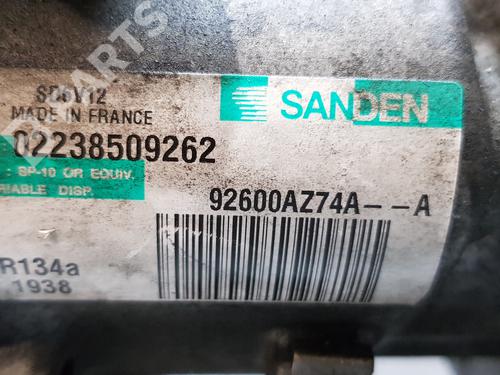 SD6V12
MADE IN FRANCE
SANDEN
02238509262
: SP-10 OR EQUIV.
RIABLE DISP.
92600AZ74A---A
R134a
1938